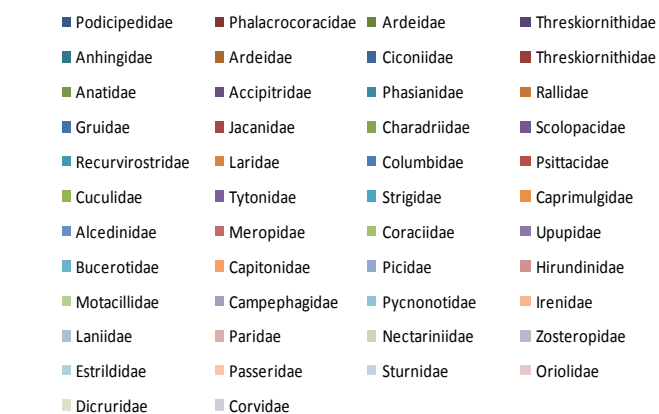 Podicipedidae Phalacrocoracidae Ardeidae Threskiornithidae
Anhingidae Ardeidae Ciconiidae Threskiornithidae
Anatidae Accipitridae Phasianidae Rallidae
Gruidae Jacanidae Charadriidae Scolopacidae
Recurvirostridae Laridae Columbidae Psittacidae
Cuculidae Tytonidae Strigidae Caprimulgidae
Alcedinidae Meropidae Coraciidae Upupidae
Bucerotidae Capitonidae Picidae Hirundinidae
Motacillidae Campephagidae Pycnonotidae Irenidae
Laniidae Paridae Nectariniidae Zosteropidae
Estrildidae Passeridae Sturnidae Oriolidae
Dicruridae Corvidae